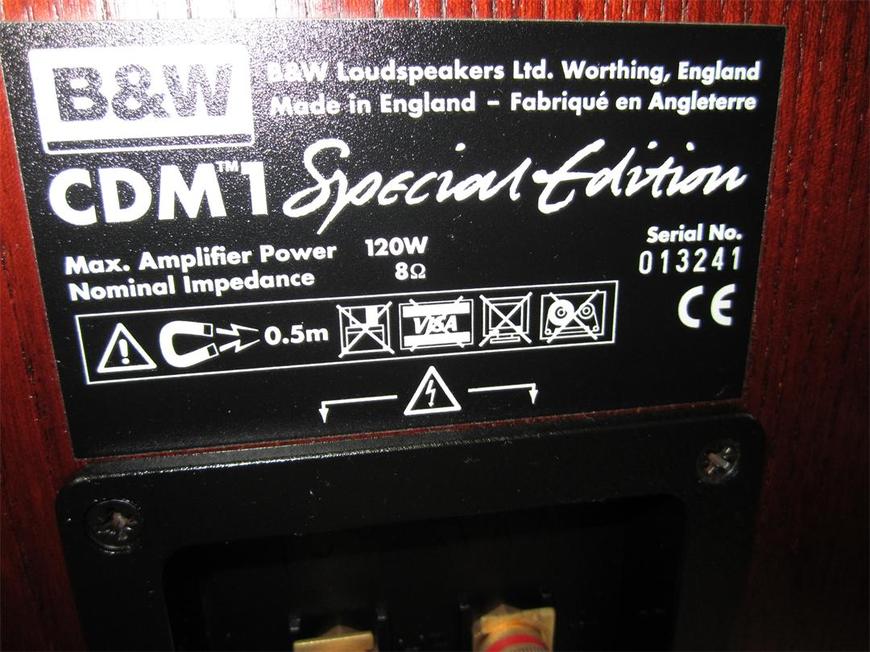 B&W
B&W Loudspeakers Ltd. Worthing, England
Made in England – Fabriqué en Angleterre
CDM™1 Special Edition
Max. Amplifier Power 120W
Nominal Impedance 8Ω
Serial No.
013241
0.5m
VISA
CE